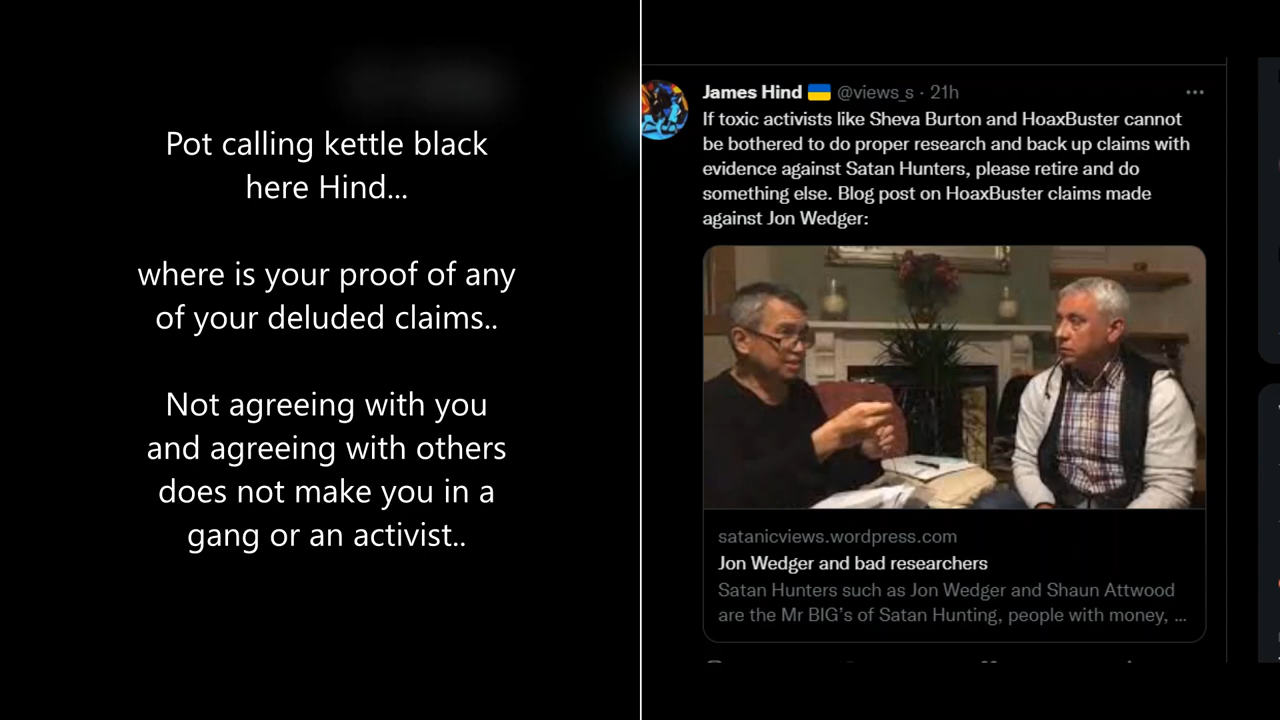 Pot calling kettle black
here Hind...
where is your proof of any
of your deluded claims..
Not agreeing with you
and agreeing with others
does not make you in a
gang or an activist..
James Hind 🇺🇦 @views_s · 21h
If toxic activists like Sheva Burton and HoaxBuster cannot
be bothered to do proper research and back up claims with
evidence against Satan Hunters, please retire and do
something else. Blog post on HoaxBuster claims made
against Jon Wedger:
satanicviews.wordpress.com
Jon Wedger and bad researchers
Satan Hunters such as Jon Wedger and Shaun Attwood
are the Mr BIG's of Satan Hunting, people with money, ...